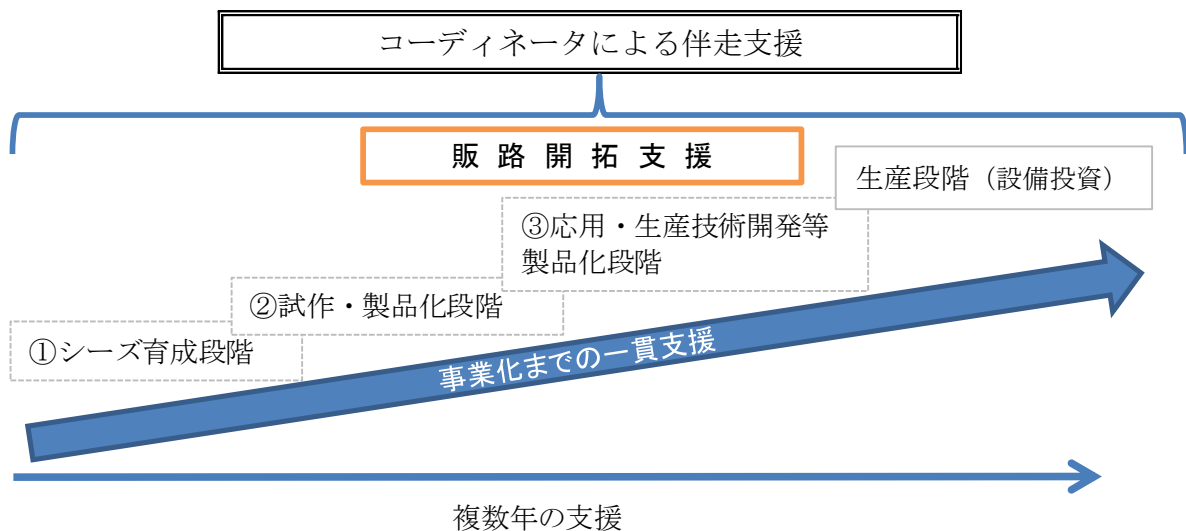 コーディネータによる伴走支援
販路開拓支援
生産段階（設備投資）
③応用・生産技術開発等
製品化段階
②試作・製品化段階
①シーズ育成段階
事業化までの一貫支援
複数年の支援